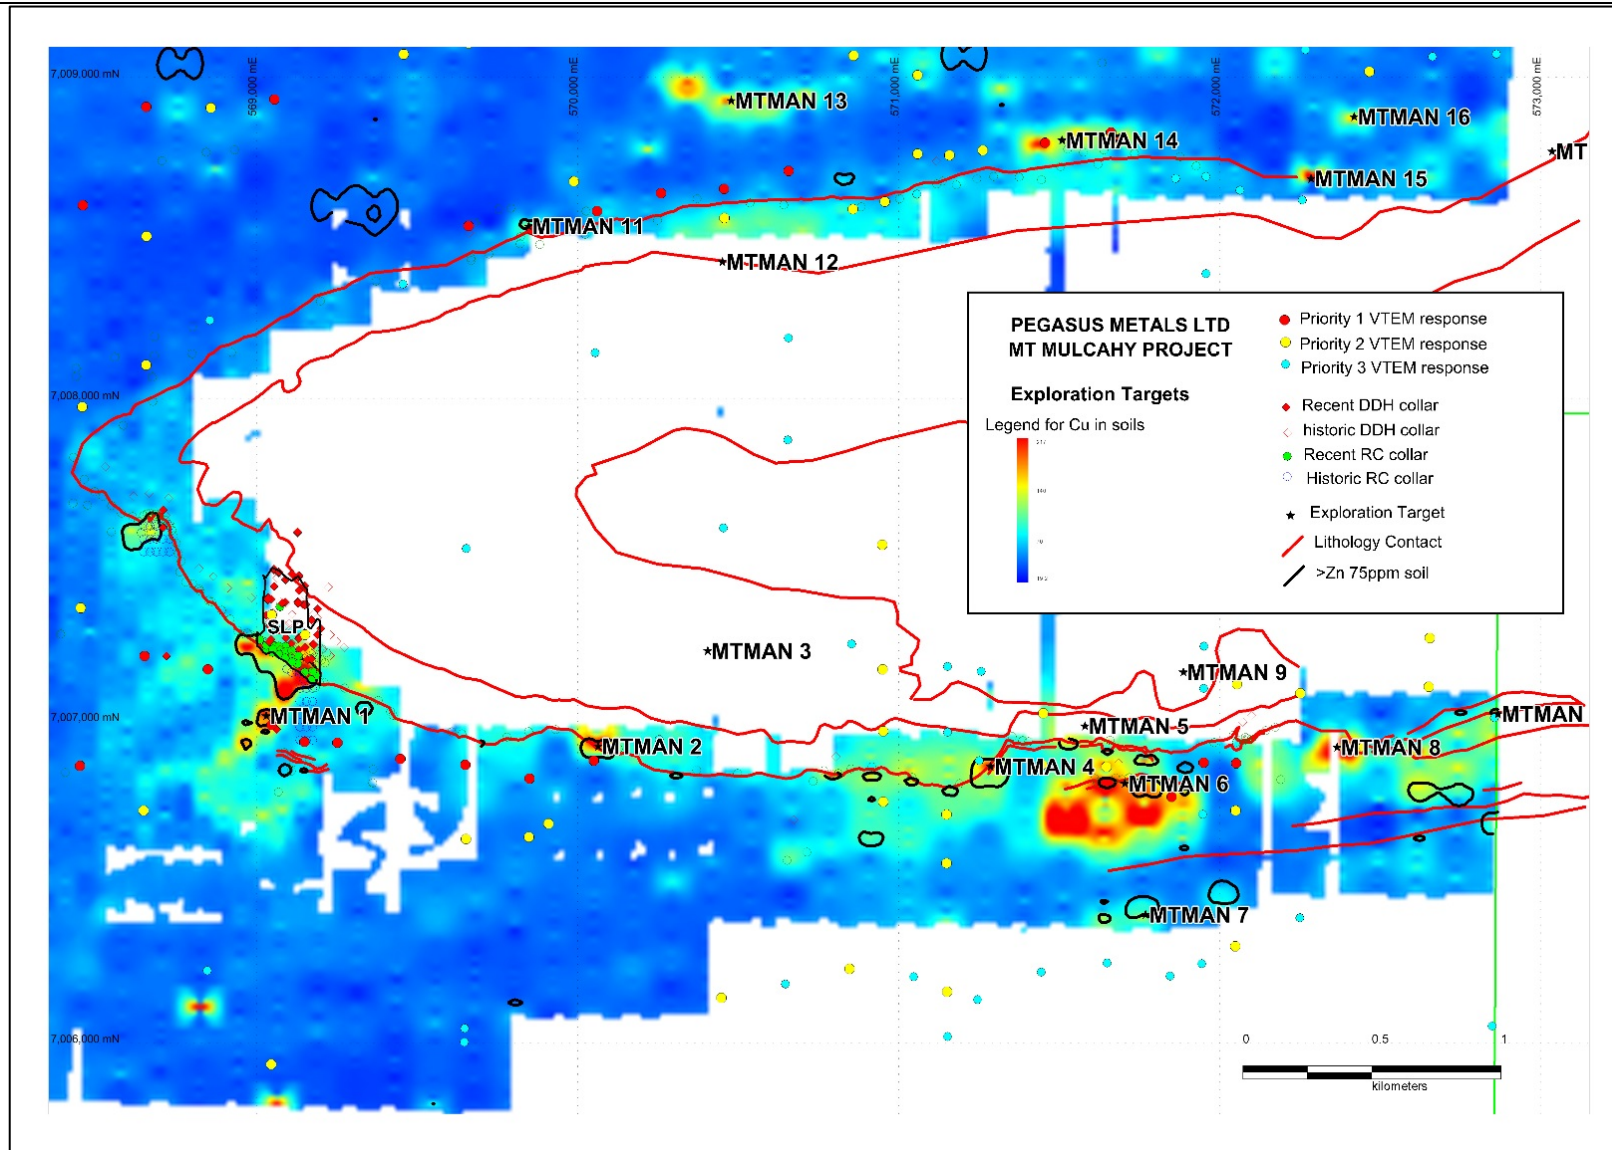 7,009,000 mN
569,000 mE
570,000 mE
571,000 mE
572,000 mE
573,000 mE
MTMAN 13
MTMAN 16
MTMAN 14
MT
MTMAN 15
MTMAN 11
MTMAN 12
PEGASUS METALS LTD
MT MULCAHY PROJECT
Exploration Targets
Legend for Cu in soils
Priority 1 VTEM response
Priority 2 VTEM response
Priority 3 VTEM response
Recent DDH collar
historic DDH collar
Recent RC collar
Historic RC collar
Exploration Target
Lithology Contact
>Zn 75ppm soil
7,008,000 mN
SLP
MTMAN 3
MTMAN 9
7,007,000 mN
MTMAN 1
MTMAN 5
MTMAN
MTMAN 2
MTMAN 8
MTMAN 4
MTMAN 6
MTMAN 7
7,006,000 mN
0 0.5 1
kilometers